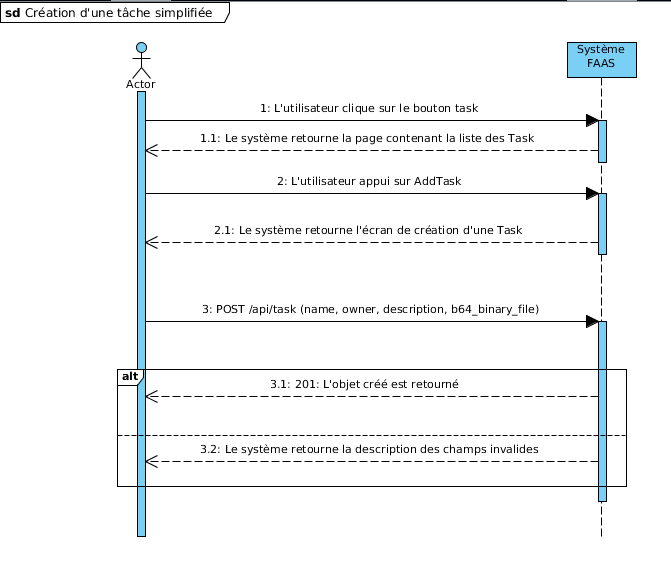 sd Création d'une tâche simplifiée
Système
FAAS
Actor
1: L'utilisateur clique sur le bouton task
1.1: Le système retourne la page contenant la liste des Task
2: L'utilisateur appui sur AddTask
2.1: Le système retourne l'écran de création d'une Task
3: POST /api/task (name, owner, description, b64_binary_file)
alt
3.1: 201: L'objet créé est retourné
3.2: Le système retourne la description des champs invalides